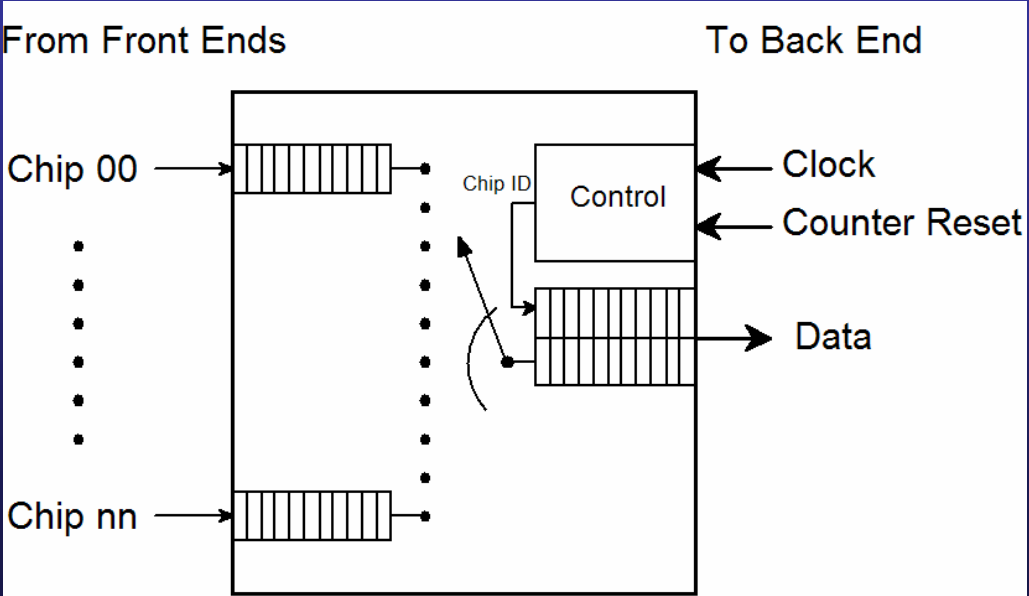 From Front Ends
To Back End
Chip 00
Chip ID
Control
Clock
Counter Reset
Data
Chip nn